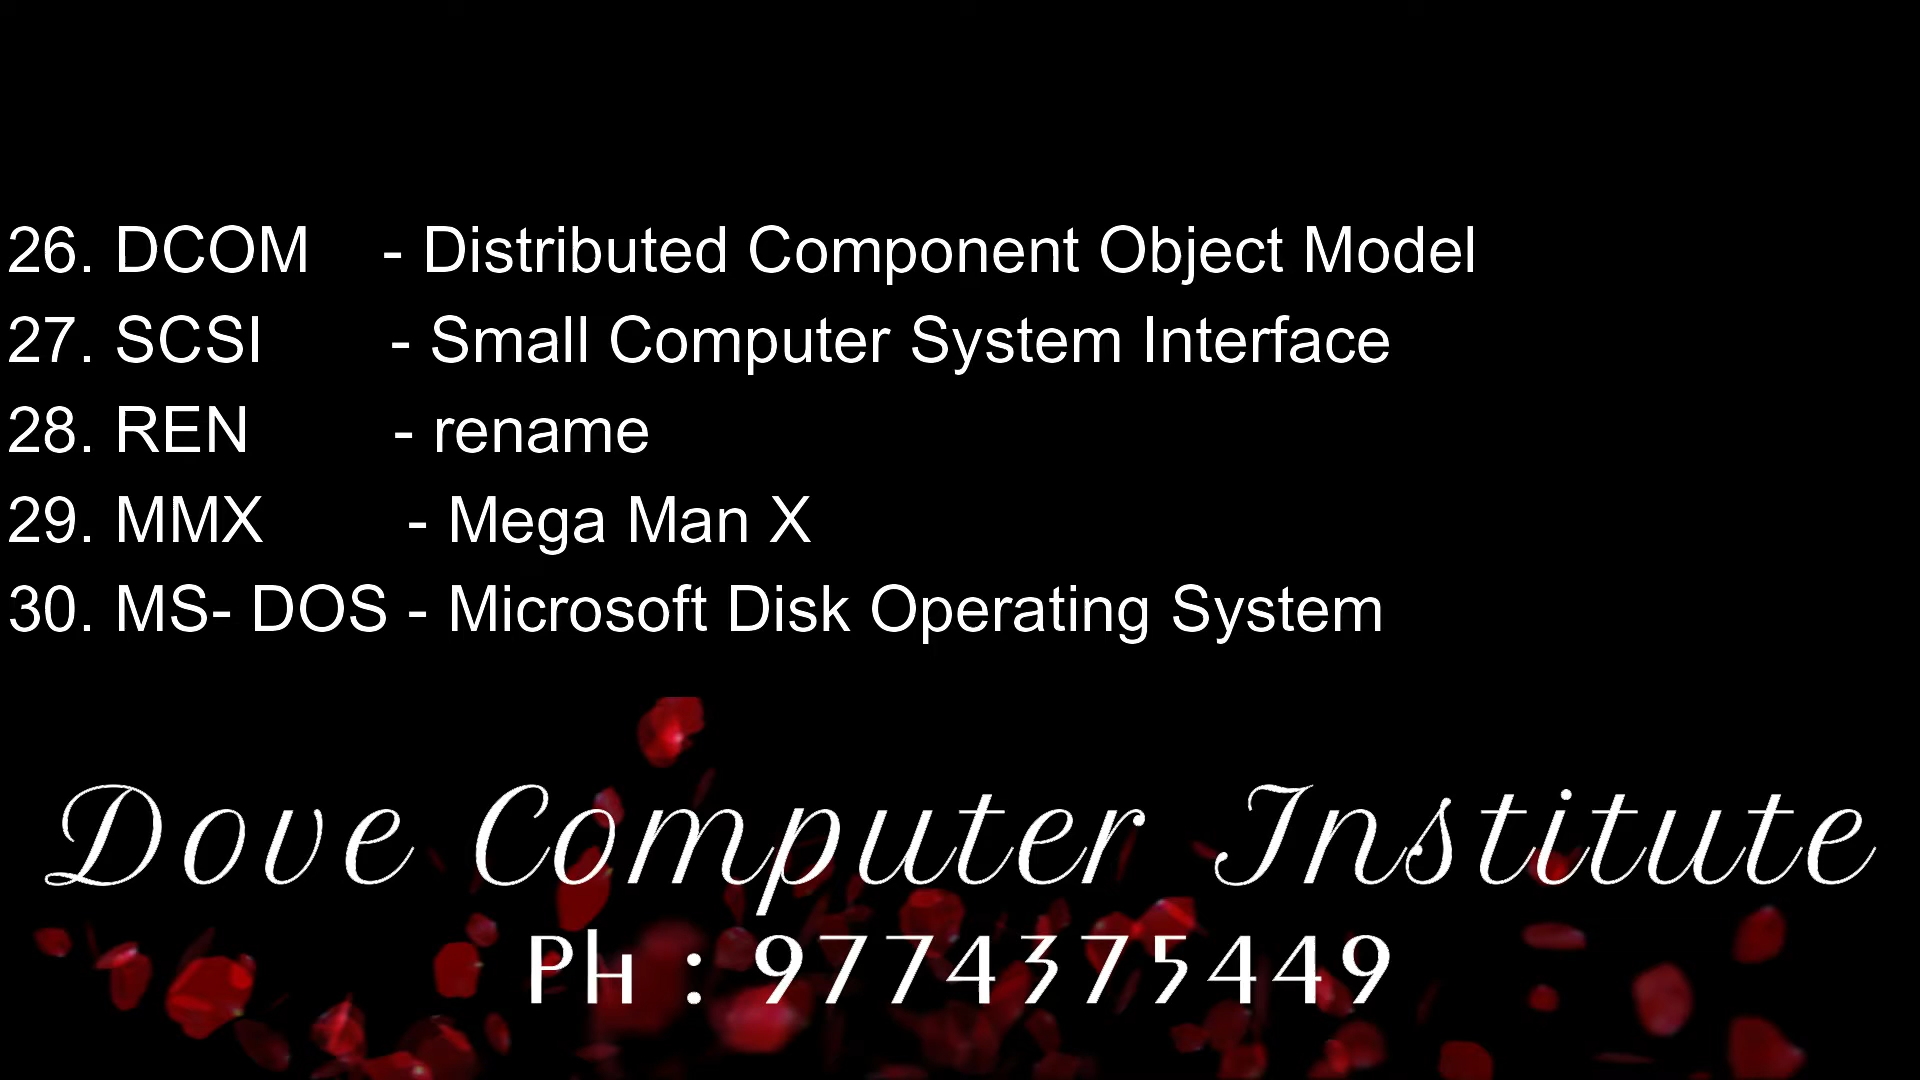 26. DCOM - Distributed Component Object Model
27. SCSI - Small Computer System Interface
28. REN - rename
29. MMX - Mega Man X
30. MS- DOS - Microsoft Disk Operating System
Dove Computer Institute
Ph : 9774375449